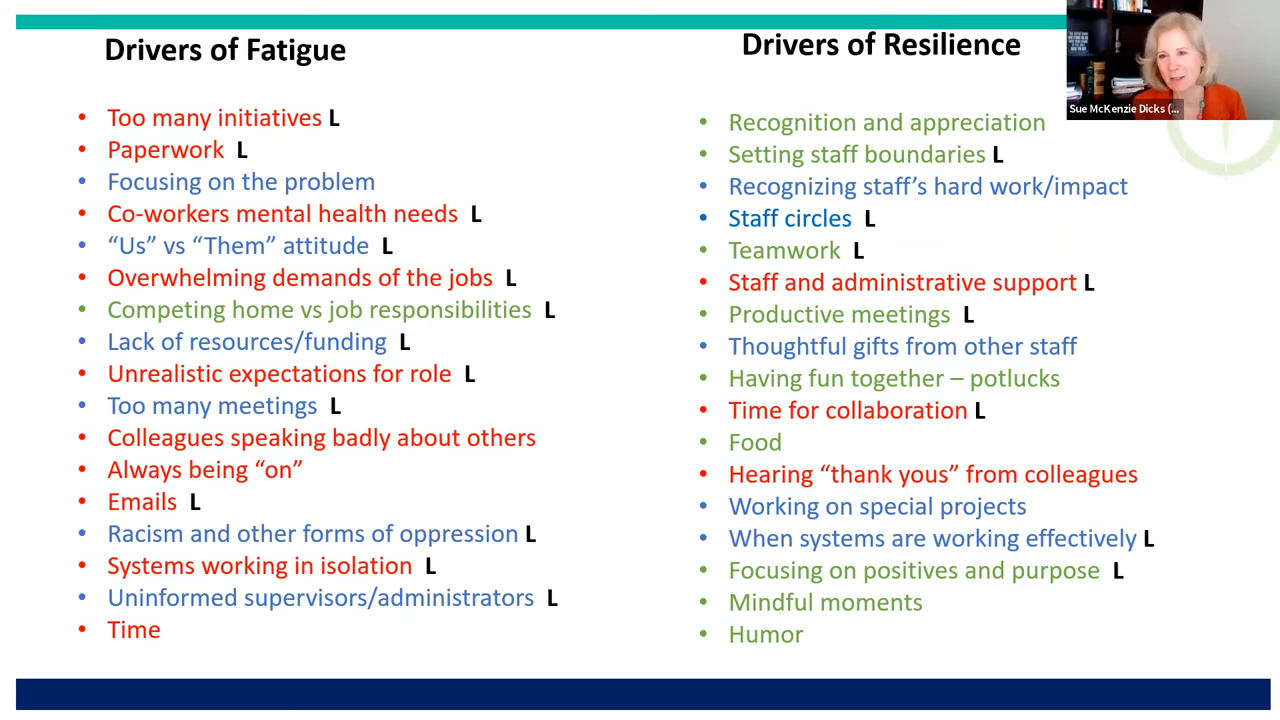 Drivers of Fatigue
Too many initiatives L
Paperwork L
Focusing on the problem
Co-workers mental health needs L
“Us” vs “Them” attitude L
Overwhelming demands of the jobs L
Competing home vs job responsibilities L
Lack of resources/funding L
Unrealistic expectations for role L
Too many meetings L
Colleagues speaking badly about others
Always being “on”
Emails L
Racism and other forms of oppression L
Systems working in isolation L
Uninformed supervisors/administrators L
Time
Drivers of Resilience
Recognition and appreciation
Setting staff boundaries L
Recognizing staff’s hard work/impact
Staff circles L
Teamwork L
Staff and administrative support L
Productive meetings L
Thoughtful gifts from other staff
Having fun together – potlucks
Time for collaboration L
Food
Hearing “thank yous” from colleagues
Working on special projects
When systems are working effectively L
Focusing on positives and purpose L
Mindful moments
Humor
Sue McKenzie Dicks (...